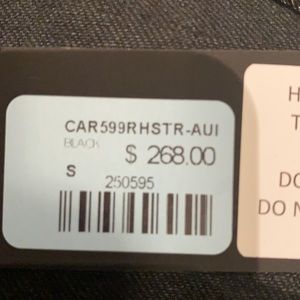 CAR599RHSTR-AUI
BLACK
$ 268.00
S
250595
H
T
DO
DO N